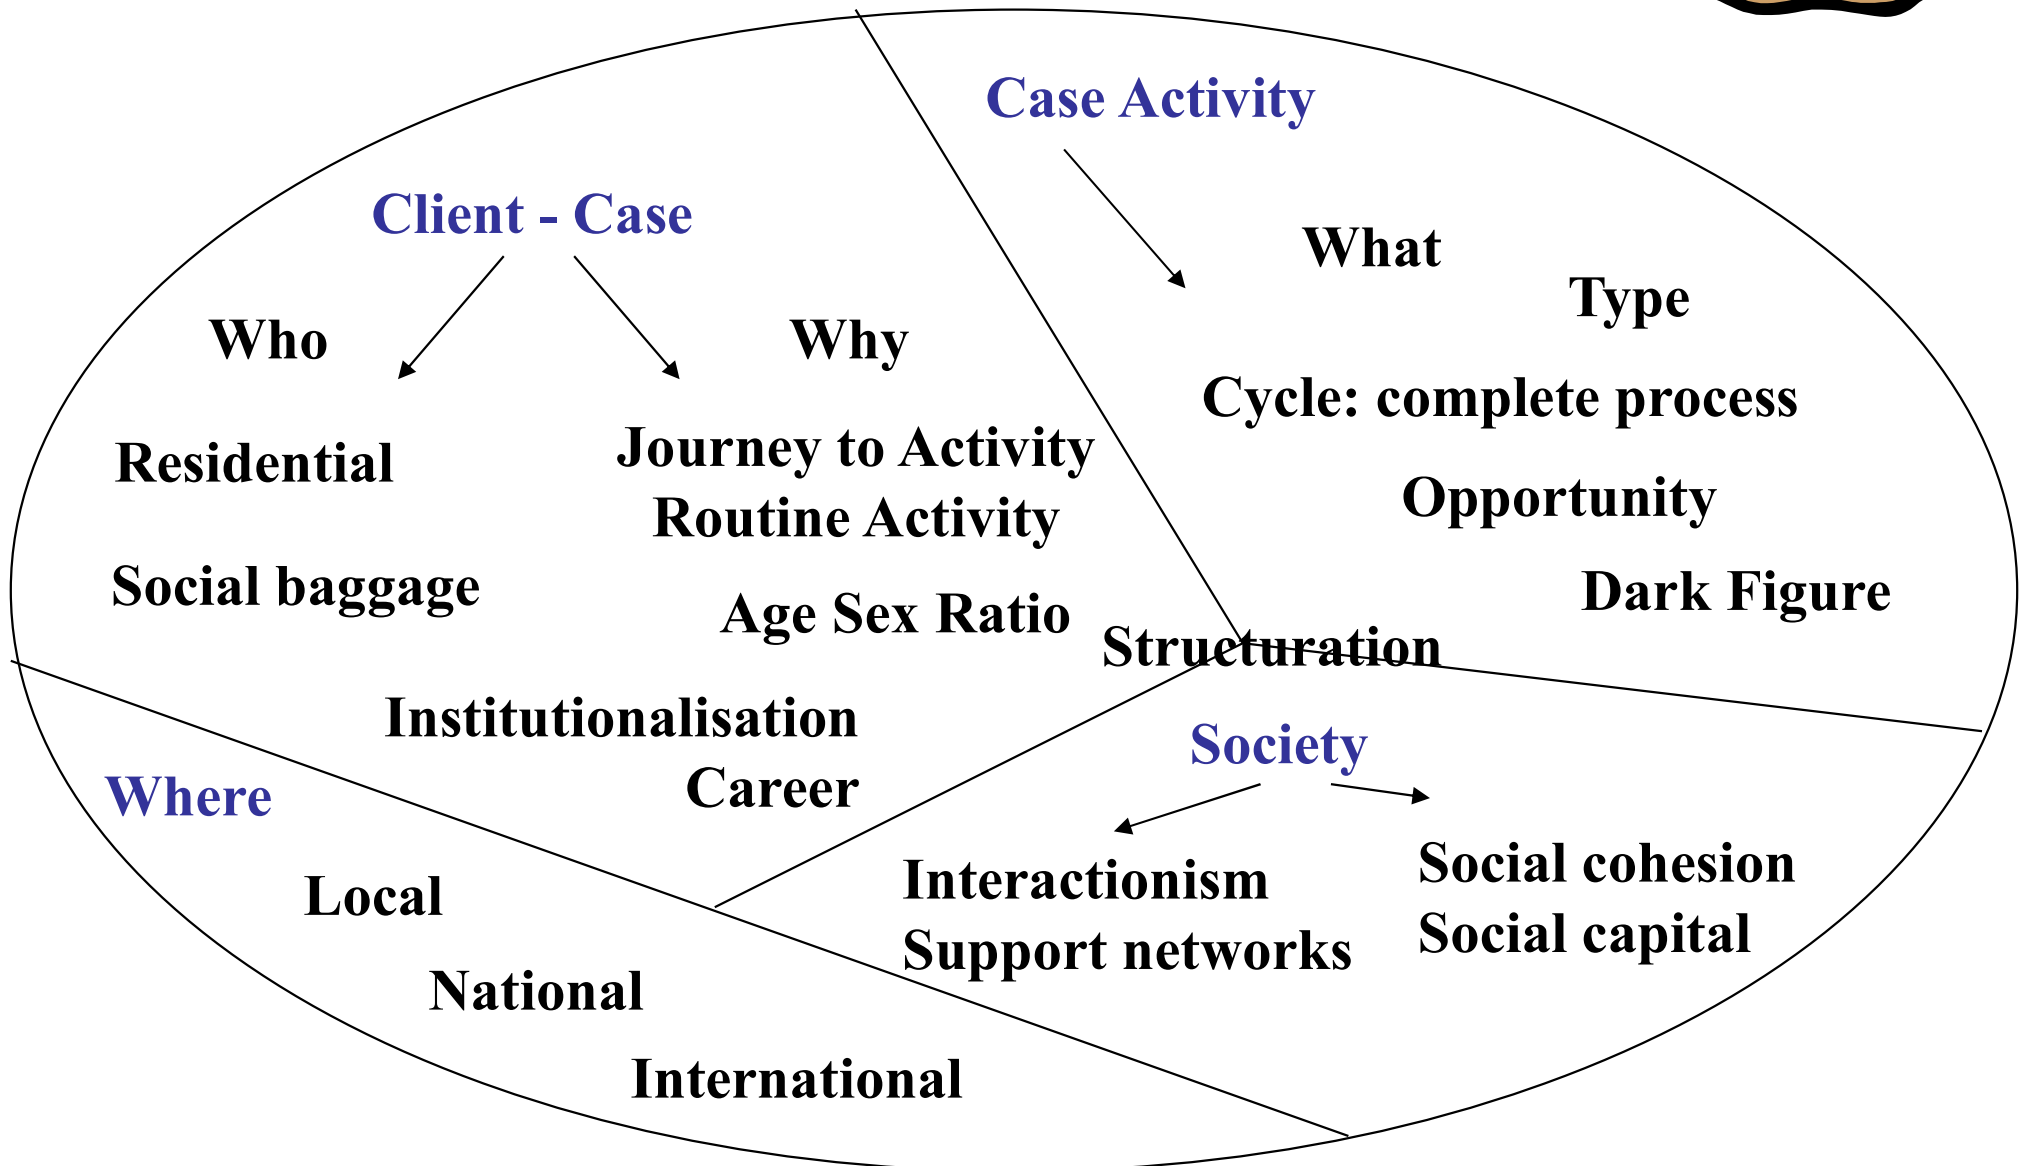 Case Activity
Client - Case
What
Type
Who
Why
Cycle: complete process
Residential
Journey to Activity
Routine Activity
Opportunity
Social baggage
Age Sex Ratio
Dark Figure
Structuration
Institutionalisation
Career
Society
Where
Local
Interactionism
Support networks
Social cohesion
Social capital
National
International